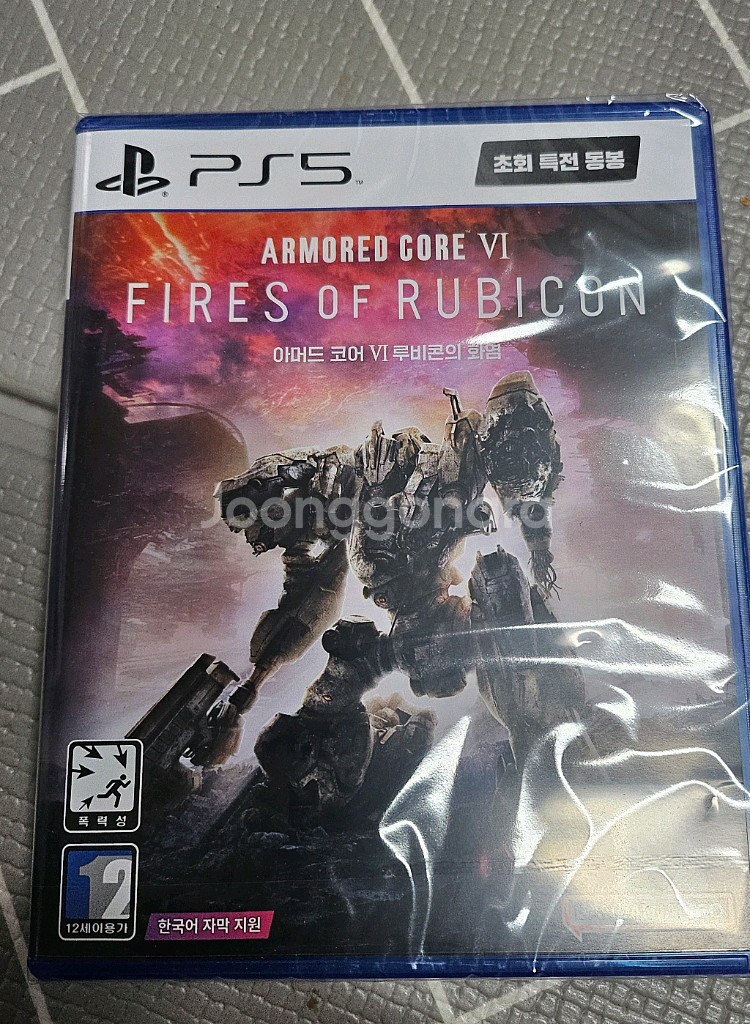 PS5
초회 특전 동봉
ARMORED CORE VI
FIRES OF RUBICON
아머드 코어 VI 루비콘의 화염
Joonggonara
폭력성
12
12세이용가
한국어 자막 지원